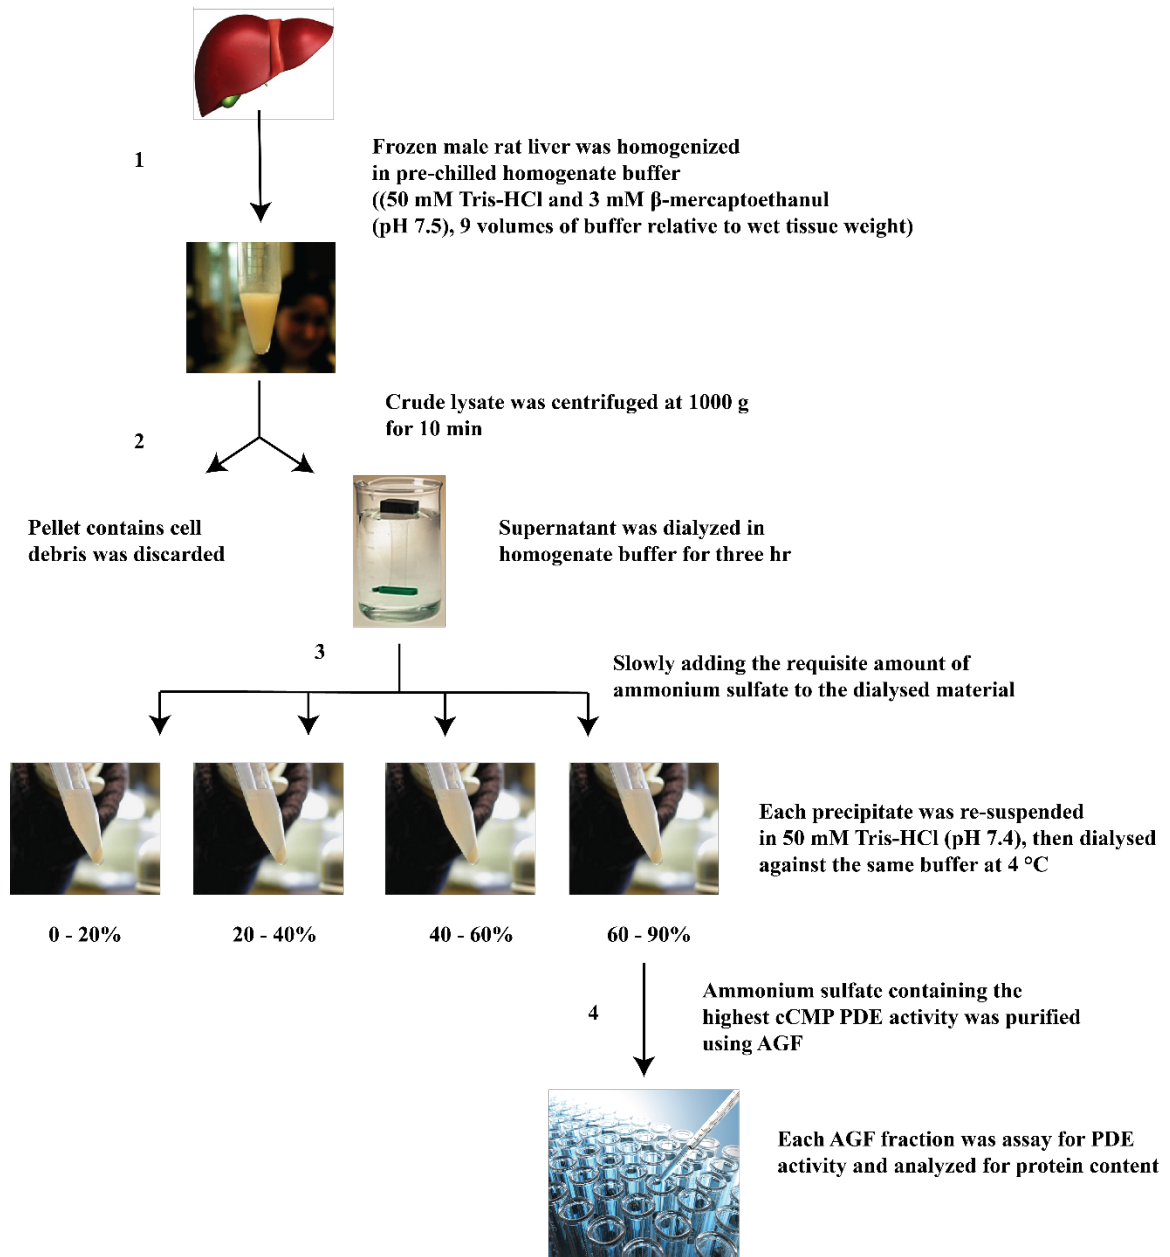 1
Frozen male rat liver was homogenized
in pre-chilled homogenate buffer
((50 mM Tris-HCl and 3 mM β-mercaptoethanul
(pH 7.5), 9 volumes of buffer relative to wet tissue weight)
Crude lysate was centrifuged at 1000 g
for 10 min
2
Pellet contains cell
debris was discarded
Supernatant was dialyzed in
homogenate buffer for three hr
3
Slowly adding the requisite amount of
ammonium sulfate to the dialysed material
Each precipitate was re-suspended
in 50 mM Tris-HCl (pH 7.4), then dialysed
against the same buffer at 4 °C
0 - 20%
20 - 40%
40 - 60%
60 - 90%
4
Ammonium sulfate containing the
highest cCMP PDE activity was purified
using AGF
Each AGF fraction was assay for PDE
activity and analyzed for protein content